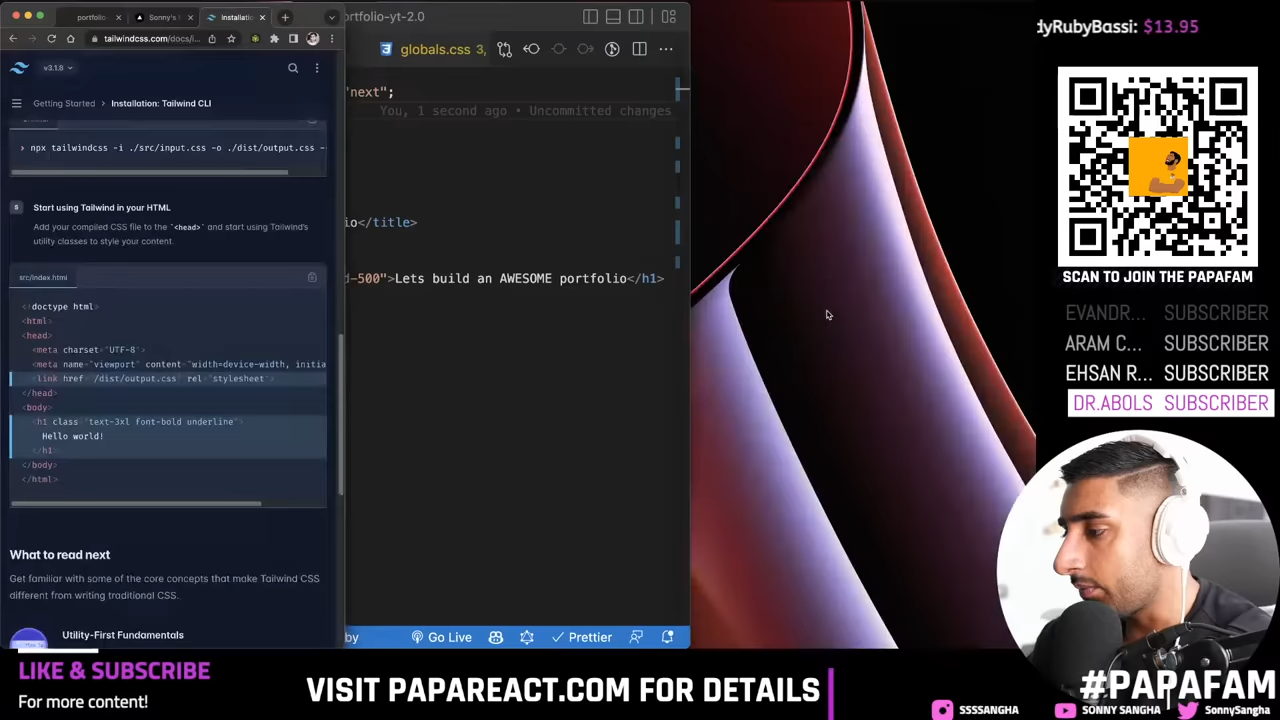 portfolio
Sonny's
Installatio
tailwindcss.com/docs/i...
v3.1.8
Getting Started > Installation: Tailwind CLI
> npx tailwindcss -i ./src/input.css -o ./dist/output.css -
5
Start using Tailwind in your HTML
Add your compiled CSS file to the `<head>` and start using Tailwind's
utility classes to style your content.
src/index.html
<!doctype html>
<html>
<head>
<meta charset="UTF-8">
<meta name="viewport" content="width=device-width, initia
<link href="/dist/output.css" rel="stylesheet">
</head>
<body>
<h1 class="text-3xl font-bold underline">
Hello world!
</h1>
</body>
</html>
What to read next
Get familiar with some of the core concepts that make Tailwind CSS
different from writing traditional CSS.
Utility-First Fundamentals
ortfolio-yt-2.0
globals.css 3,
"next";
You, 1 second ago • Uncommitted changes
io</title>
d-500">Lets build an AWESOME portfolio</h1>
by
Go Live
Prettier
dyRubyBassi: $13.95
SCAN TO JOIN THE PAPAFAM
EVANDR... SUBSCRIBER
ARAM C... SUBSCRIBER
EHSAN R... SUBSCRIBER
DR.ABOLS SUBSCRIBER
LIKE & SUBSCRIBE
For more content!
VISIT PAPAREACT.COM FOR DETAILS
#PAPAFAM
SSSSANGHA
SONNY SANGHA
SonnySangha